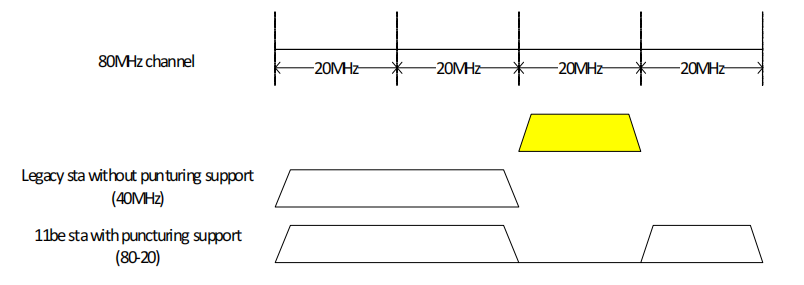 80MHz channel
20MHz 20MHz 20MHz 20MHz
Legacy sta without punturing support
(40MHz)
11be sta with puncturing support
(80-20)